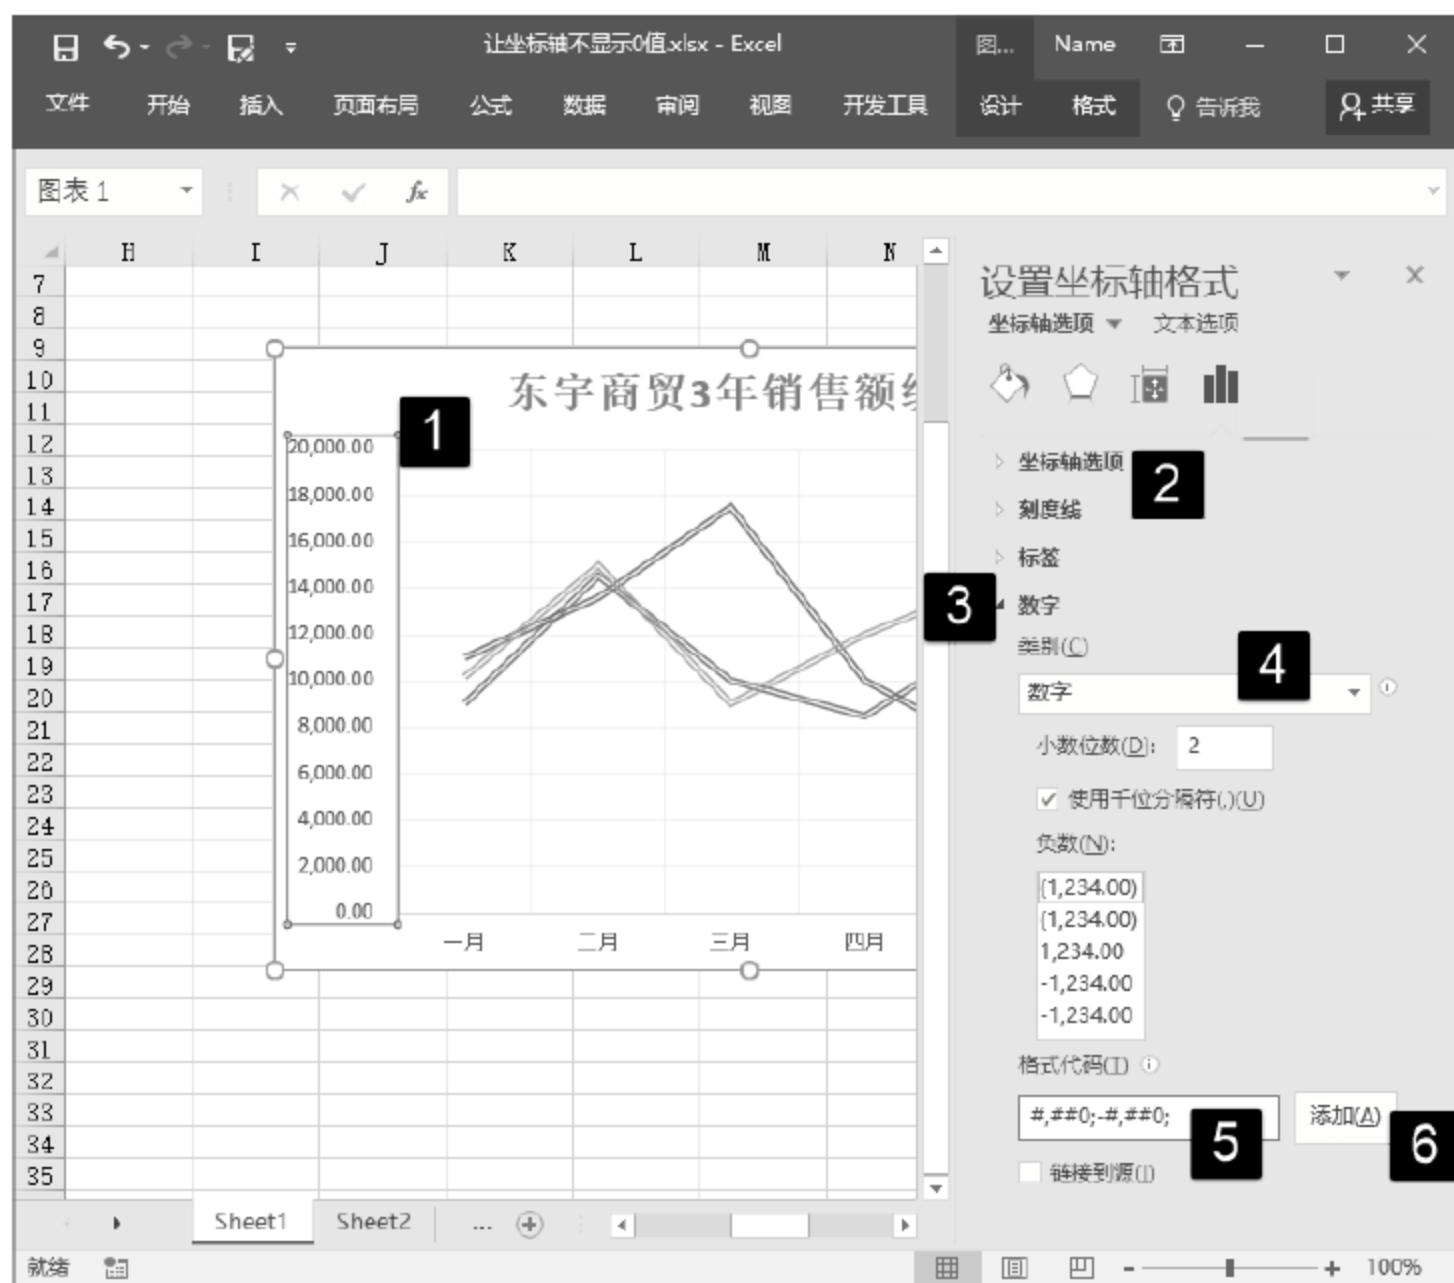 让坐标轴不显示0值.xlsx - Excel
图... Name
文件 开始 插入 页面布局 公式 数据 审阅 视图 开发工具 设计 格式 告诉我 共享
图表 1 fx
H I J K L M N
7
8
9
10
11
12
13
14
15
16
17
18
19
20
21
22
23
24
25
26
27
28
29
30
31
32
33
34
35
东宇商贸3年销售额
1
20,000.00
18,000.00
16,000.00
14,000.00
12,000.00
10,000.00
8,000.00
6,000.00
4,000.00
2,000.00
0.00
一月 二月 三月 四月
设置坐标轴格式
坐标轴选项 文本选项
坐标轴选项
2
刻度线
标签
3 数字
类别(C)
4
数字
小数位数(D): 2
使用千位分隔符(,)(U)
负数(N):
(1,234.00)
(1,234.00)
1,234.00
-1,234.00
-1,234.00
格式代码(T)
#,##0;-#,##0;
5
添加(A)
6
链接到源(I)
Sheet1 Sheet2 ...
就绪 100%